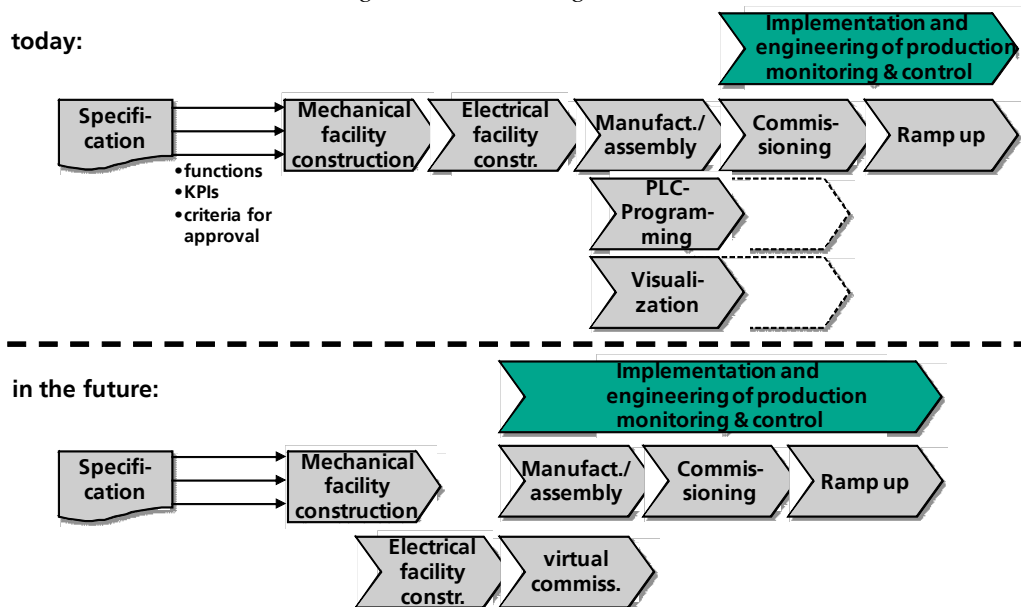 today:
Implementation and
engineering of production
monitoring & control
Specifi-
cation
Mechanical
facility
construction
Electrical
facility
constr.
Manufact./
assembly
Commis-
sioning
Ramp up
•functions
•KPIs
•criteria for
approval
PLC-
Program-
ming
Visuali-
zation
in the future:
Implementation and
engineering of production
monitoring & control
Specifi-
cation
Mechanical
facility
construction
Manufact./
assembly
Commis-
sioning
Ramp up
Electrical
facility
constr.
virtual
commiss.